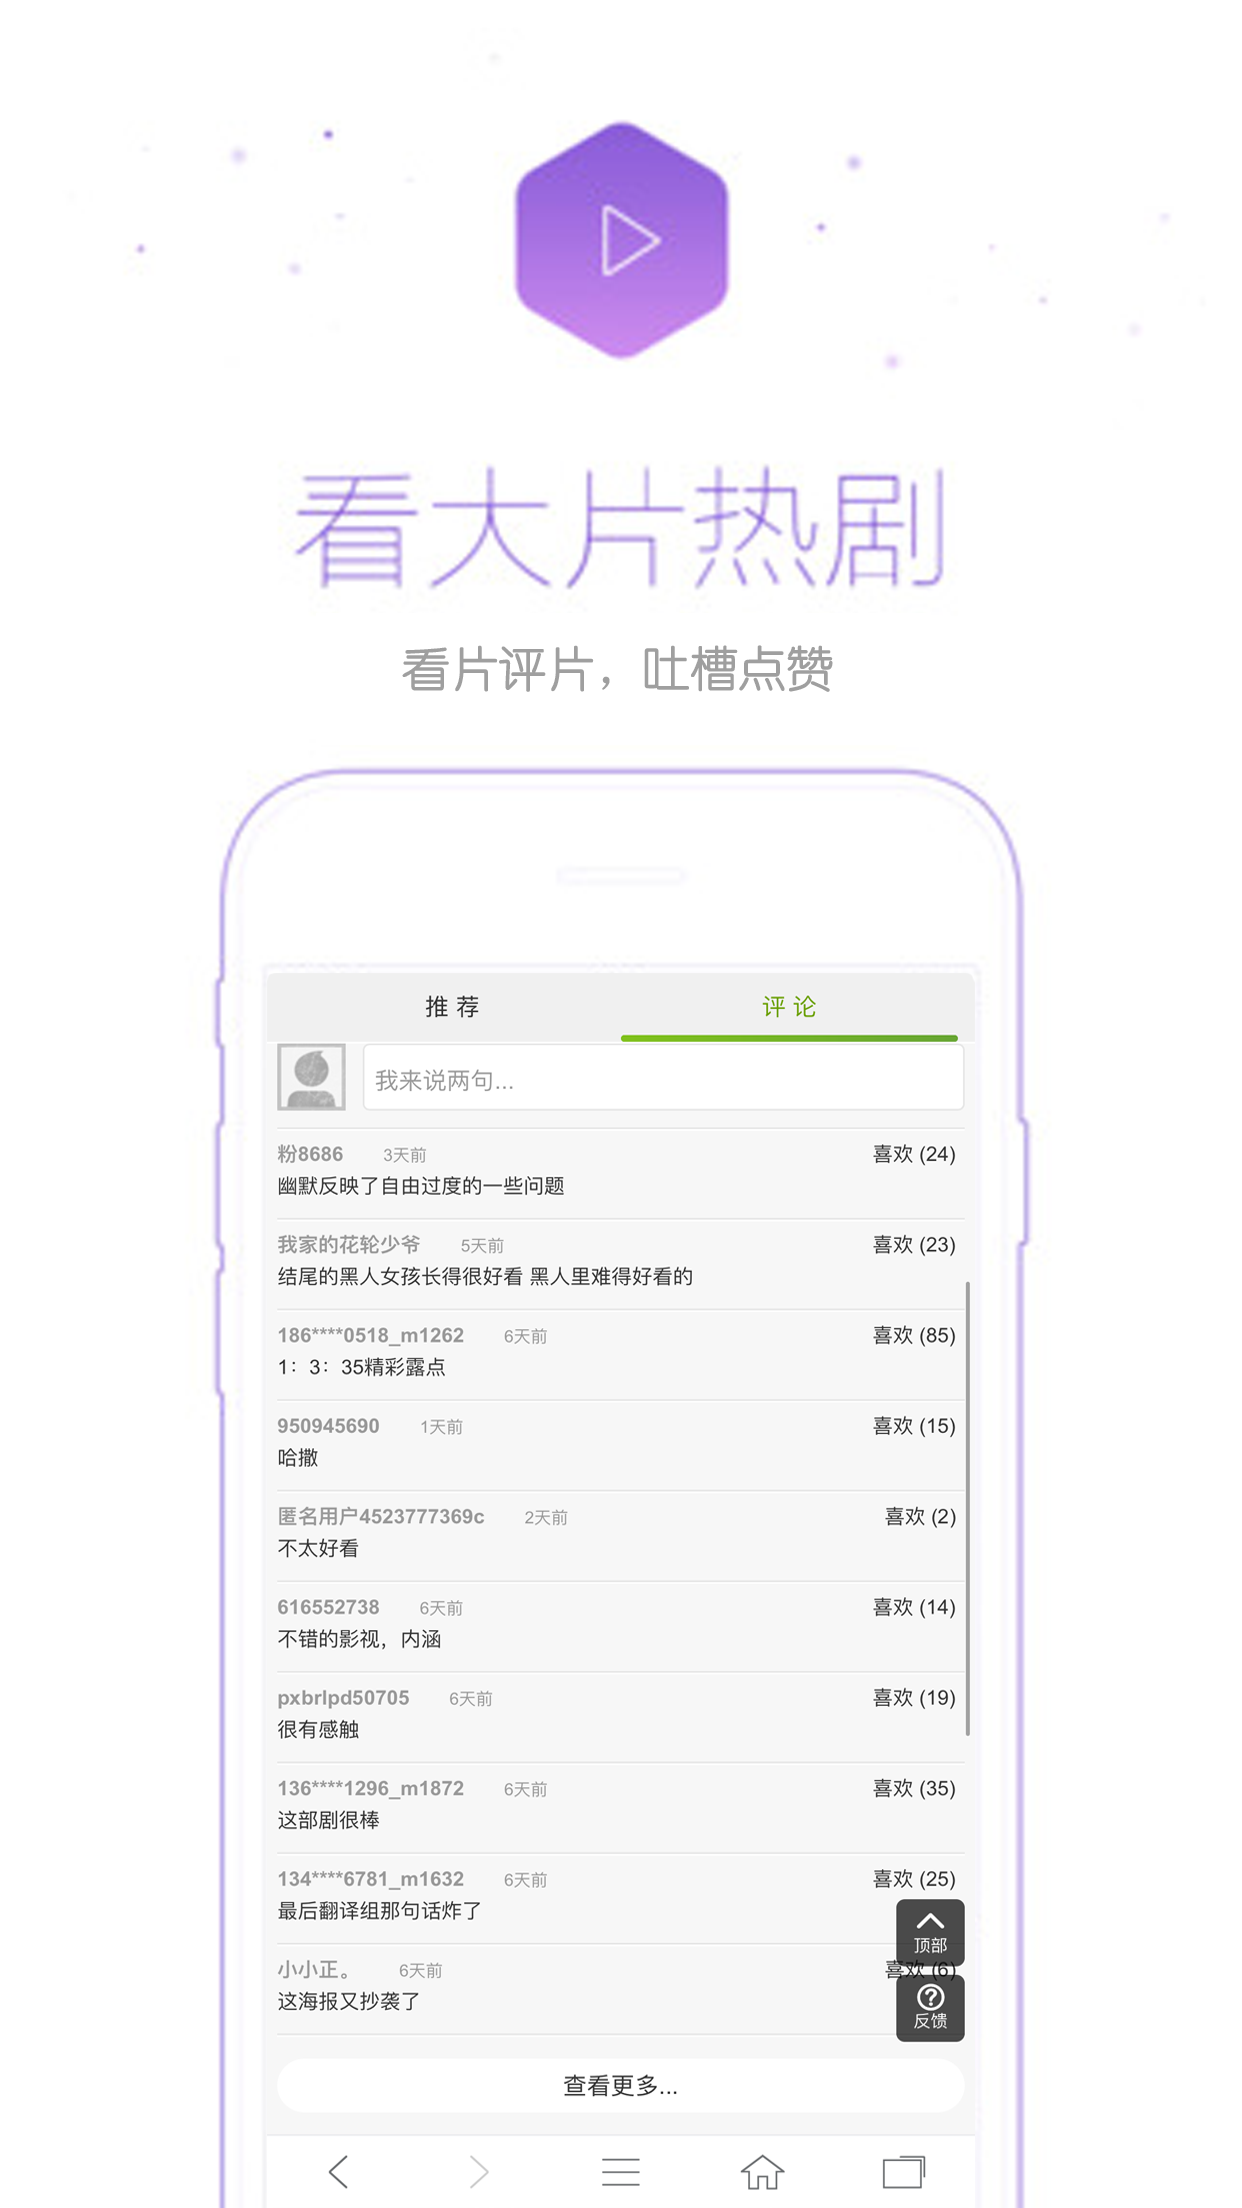 看大片热剧
看片评片，吐槽点赞
推 荐 评 论
我来说两句...
粉8686 3天前 喜欢 (24)
幽默反映了自由过度的一些问题
我家的花轮少爷 5天前 喜欢 (23)
结尾的黑人女孩长得很好看 黑人里难得好看的
186****0518_m1262 6天前 喜欢 (85)
1：3：35精彩露点
950945690 1天前 喜欢 (15)
哈撒
匿名用户4523777369c 2天前 喜欢 (2)
不太好看
616552738 6天前 喜欢 (14)
不错的影视，内涵
pxbrlpd50705 6天前 喜欢 (19)
很有感触
136****1296_m1872 6天前 喜欢 (35)
这部剧很棒
134****6781_m1632 6天前 喜欢 (25)
最后翻译组那句话炸了
顶部
小小正。 6天前 喜欢 (6)
这海报又抄袭了
反馈
查看更多...